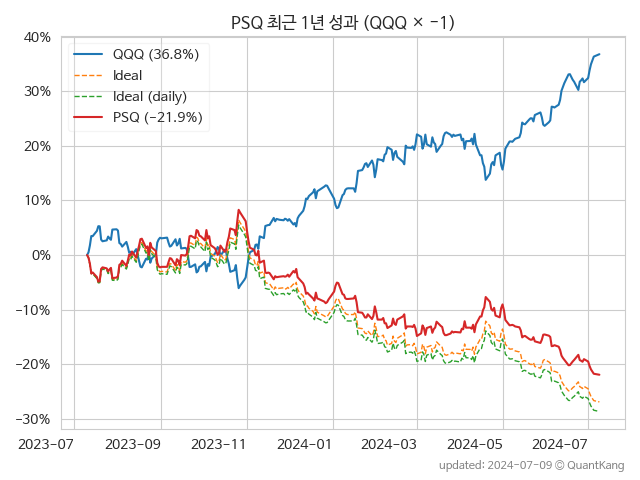 PSQ 최근 1년 성과 (QQQ × −1)
40%
30%
20%
10%
0%
−10%
−20%
−30%
QQQ (36.8%)
Ideal
Ideal (daily)
PSQ (−21.9%)
2023-07
2023-09
2023-11
2024-01
2024-03
2024-05
2024-07
updated: 2024-07-09 © QuantKang